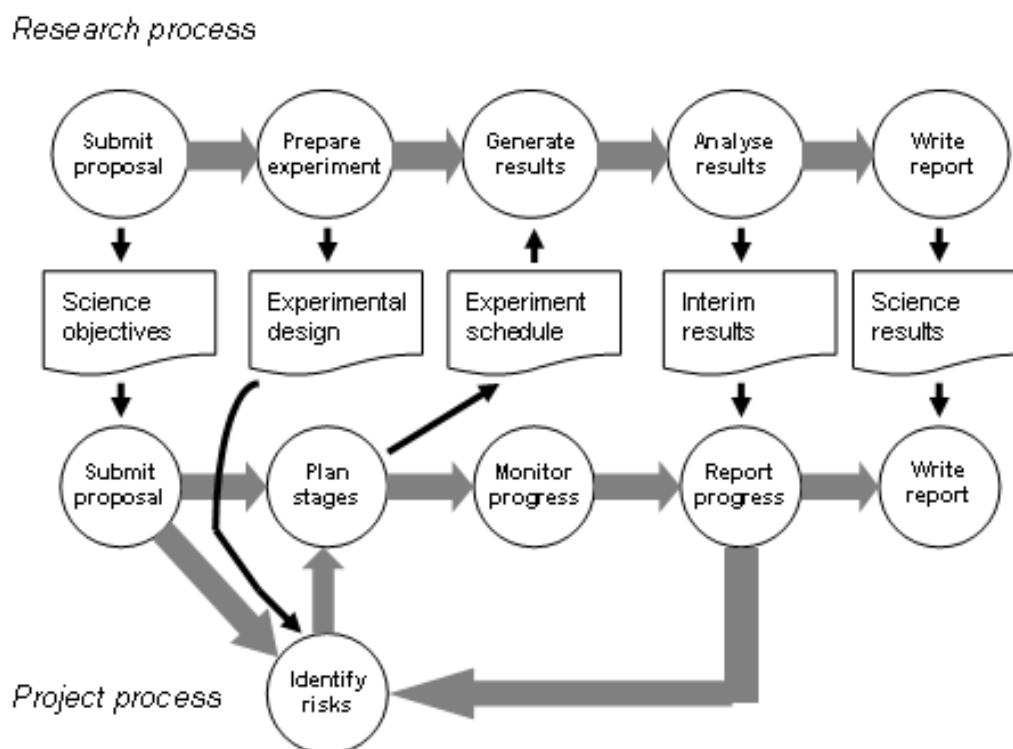 Research process
Submit
proposal
Prepare
experiment
Generate
results
Analyse
results
Write
report
Science
objectives
Experimental
design
Experiment
schedule
Interim
results
Science
results
Submit
proposal
Plan
stages
Monitor
progress
Report
progress
Write
report
Identify
risks
Project process